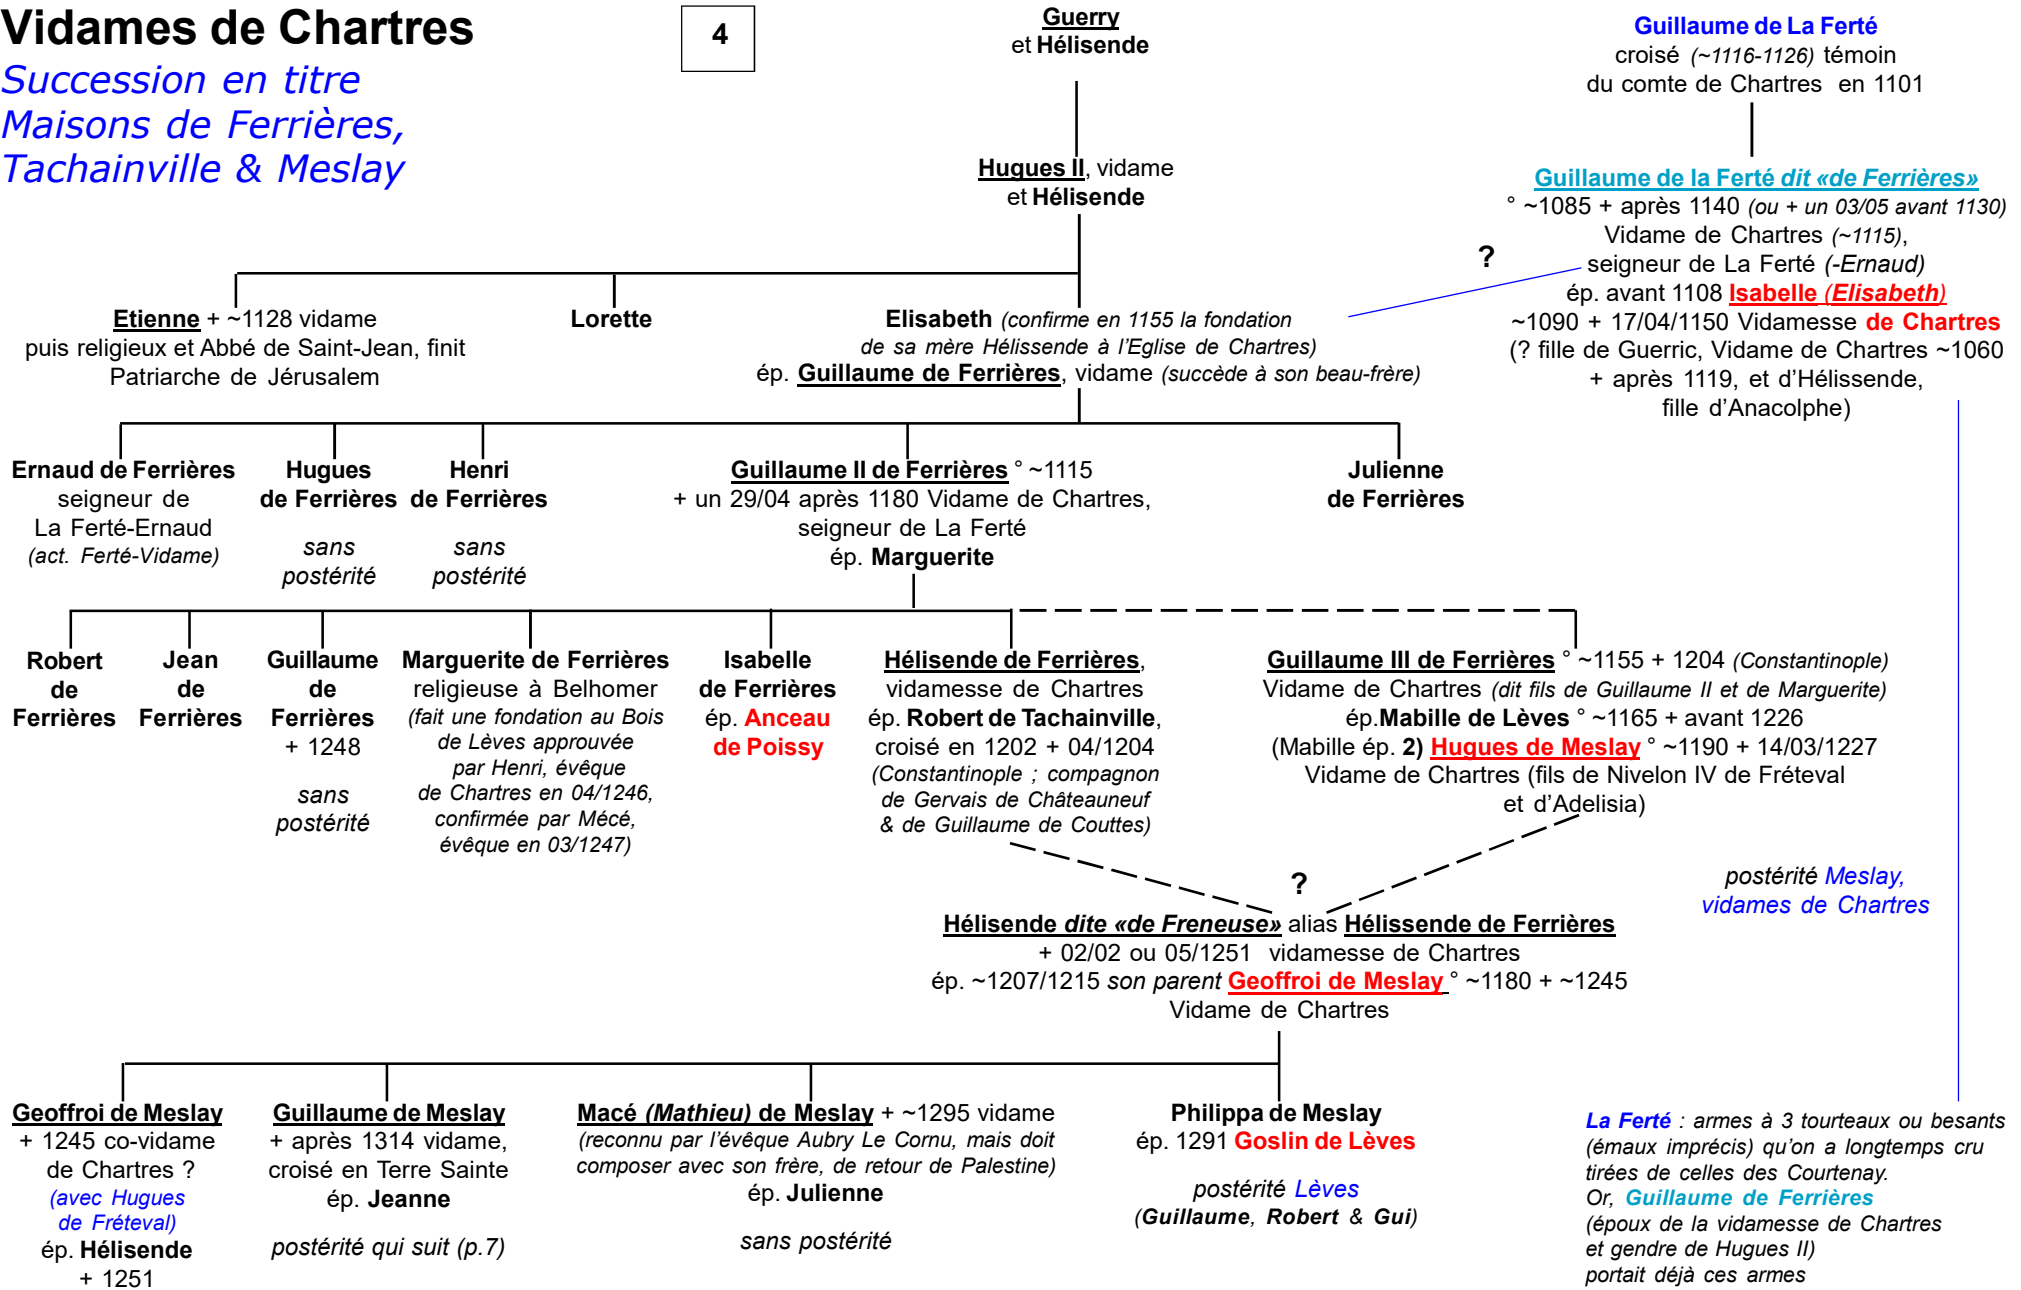 Vidames de Chartres
Succession en titre
Maisons de Ferrières,
Tachainville & Meslay
4
Guerry
et Hélisende
Hugues II, vidame
et Hélisende
Guillaume de La Ferté
croisé (~1116-1126) témoin
du comte de Chartres en 1101
Guillaume de la Ferté dit «de Ferrières»
° ~1085 + après 1140 (ou + un 03/05 avant 1130)
Vidame de Chartres (~1115),
seigneur de La Ferté (-Ernaud)
ép. avant 1108 Isabelle (Elisabeth)
~1090 + 17/04/1150 Vidamesse de Chartres
(? fille de Guerric, Vidame de Chartres ~1060
+ après 1119, et d'Hélissende,
fille d'Anacolphe)
?
Etienne + ~1128 vidame
puis religieux et Abbé de Saint-Jean, finit
Patriarche de Jérusalem
Lorette
Elisabeth (confirme en 1155 la fondation
de sa mère Hélissende à l'Eglise de Chartres)
ép. Guillaume de Ferrières, vidame (succède à son beau-frère)
Ernaud de Ferrières
seigneur de
La Ferté-Ernaud
(act. Ferté-Vidame)
Hugues
de Ferrières
sans
postérité
Henri
de Ferrières
sans
postérité
Guillaume II de Ferrières ° ~1115
+ un 29/04 après 1180 Vidame de Chartres,
seigneur de La Ferté
ép. Marguerite
Julienne
de Ferrières
Robert
de
Ferrières
Jean
de
Ferrières
Guillaume
de
Ferrières
+ 1248
sans
postérité
Marguerite de Ferrières
religieuse à Belhomer
(fait une fondation au Bois
de Lèves approuvée
par Henri, évêque
de Chartres en 04/1246,
confirmée par Mécé,
évêque en 03/1247)
Isabelle
de Ferrières
ép. Anceau
de Poissy
Hélisende de Ferrières,
vidamesse de Chartres
ép. Robert de Tachainville,
croisé en 1202 + 04/1204
(Constantinople ; compagnon
de Gervais de Châteauneuf
& de Guillaume de Couttes)
Guillaume III de Ferrières ° ~1155 + 1204 (Constantinople)
Vidame de Chartres (dit fils de Guillaume II et de Marguerite)
ép.Mabille de Lèves ° ~1165 + avant 1226
(Mabille ép. 2) Hugues de Meslay ° ~1190 + 14/03/1227
Vidame de Chartres (fils de Nivelon IV de Fréteval
et d'Adelisia)
?
postérité Meslay,
vidames de Chartres
Hélisende dite «de Freneuse» alias Hélissende de Ferrières
+ 02/02 ou 05/1251 vidamesse de Chartres
ép. ~1207/1215 son parent Geoffroi de Meslay ° ~1180 + ~1245
Vidame de Chartres
Geoffroi de Meslay
+ 1245 co-vidame
de Chartres ?
(avec Hugues
de Fréteval)
ép. Hélisende
+ 1251
Guillaume de Meslay
+ après 1314 vidame,
croisé en Terre Sainte
ép. Jeanne
postérité qui suit (p.7)
Macé (Mathieu) de Meslay + ~1295 vidame
(reconnu par l'évêque Aubry Le Cornu, mais doit
composer avec son frère, de retour de Palestine)
ép. Julienne
sans postérité
Philippa de Meslay
ép. 1291 Goslin de Lèves
postérité Lèves
(Guillaume, Robert & Gui)
La Ferté : armes à 3 tourteaux ou besants
(émaux imprécis) qu'on a longtemps cru
tirées de celles des Courtenay.
Or, Guillaume de Ferrières
(époux de la vidamesse de Chartres
et gendre de Hugues II)
portait déjà ces armes